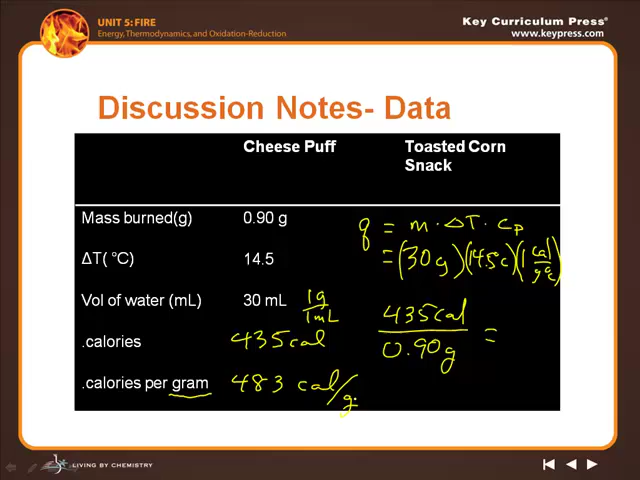 UNIT 5: FIRE
Energy, Thermodynamics, and Oxidation-Reduction
Key Curriculum Press®
www.keypress.com
Discussion Notes- Data
Cheese Puff
Toasted Corn
Snack
Mass burned(g) 0.90 g
q = m · ΔT · Cp
ΔT( °C) 14.5
= (30 g)(14.5°C)(1 cal/g °C)
Vol of water (mL) 30 mL 1g/1mL
.calories 435 cal
435 cal/0.90 g =
.calories per gram 483 cal/g.
LIVING BY CHEMISTRY